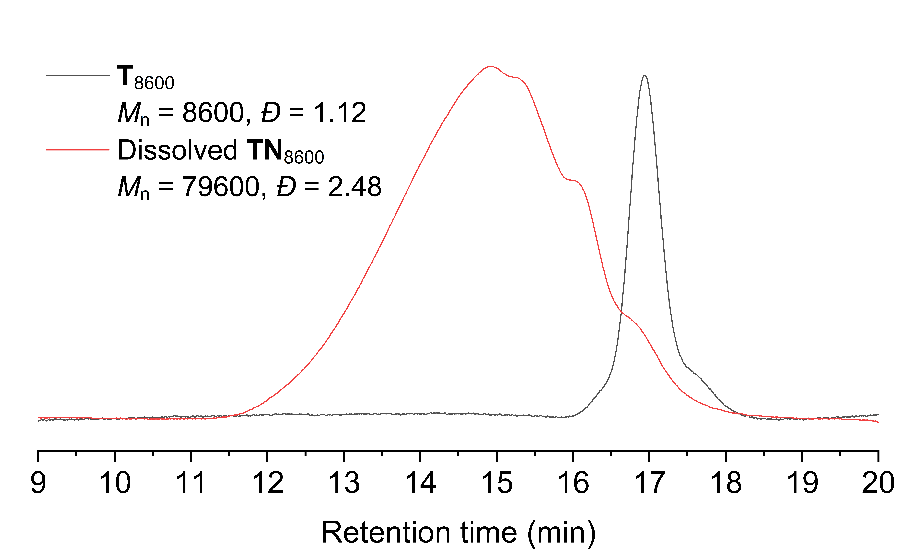 T8600
Mn = 8600, Đ = 1.12
Dissolved TN8600
Mn = 79600, Đ = 2.48
9 10 11 12 13 14 15 16 17 18 19 20
Retention time (min)